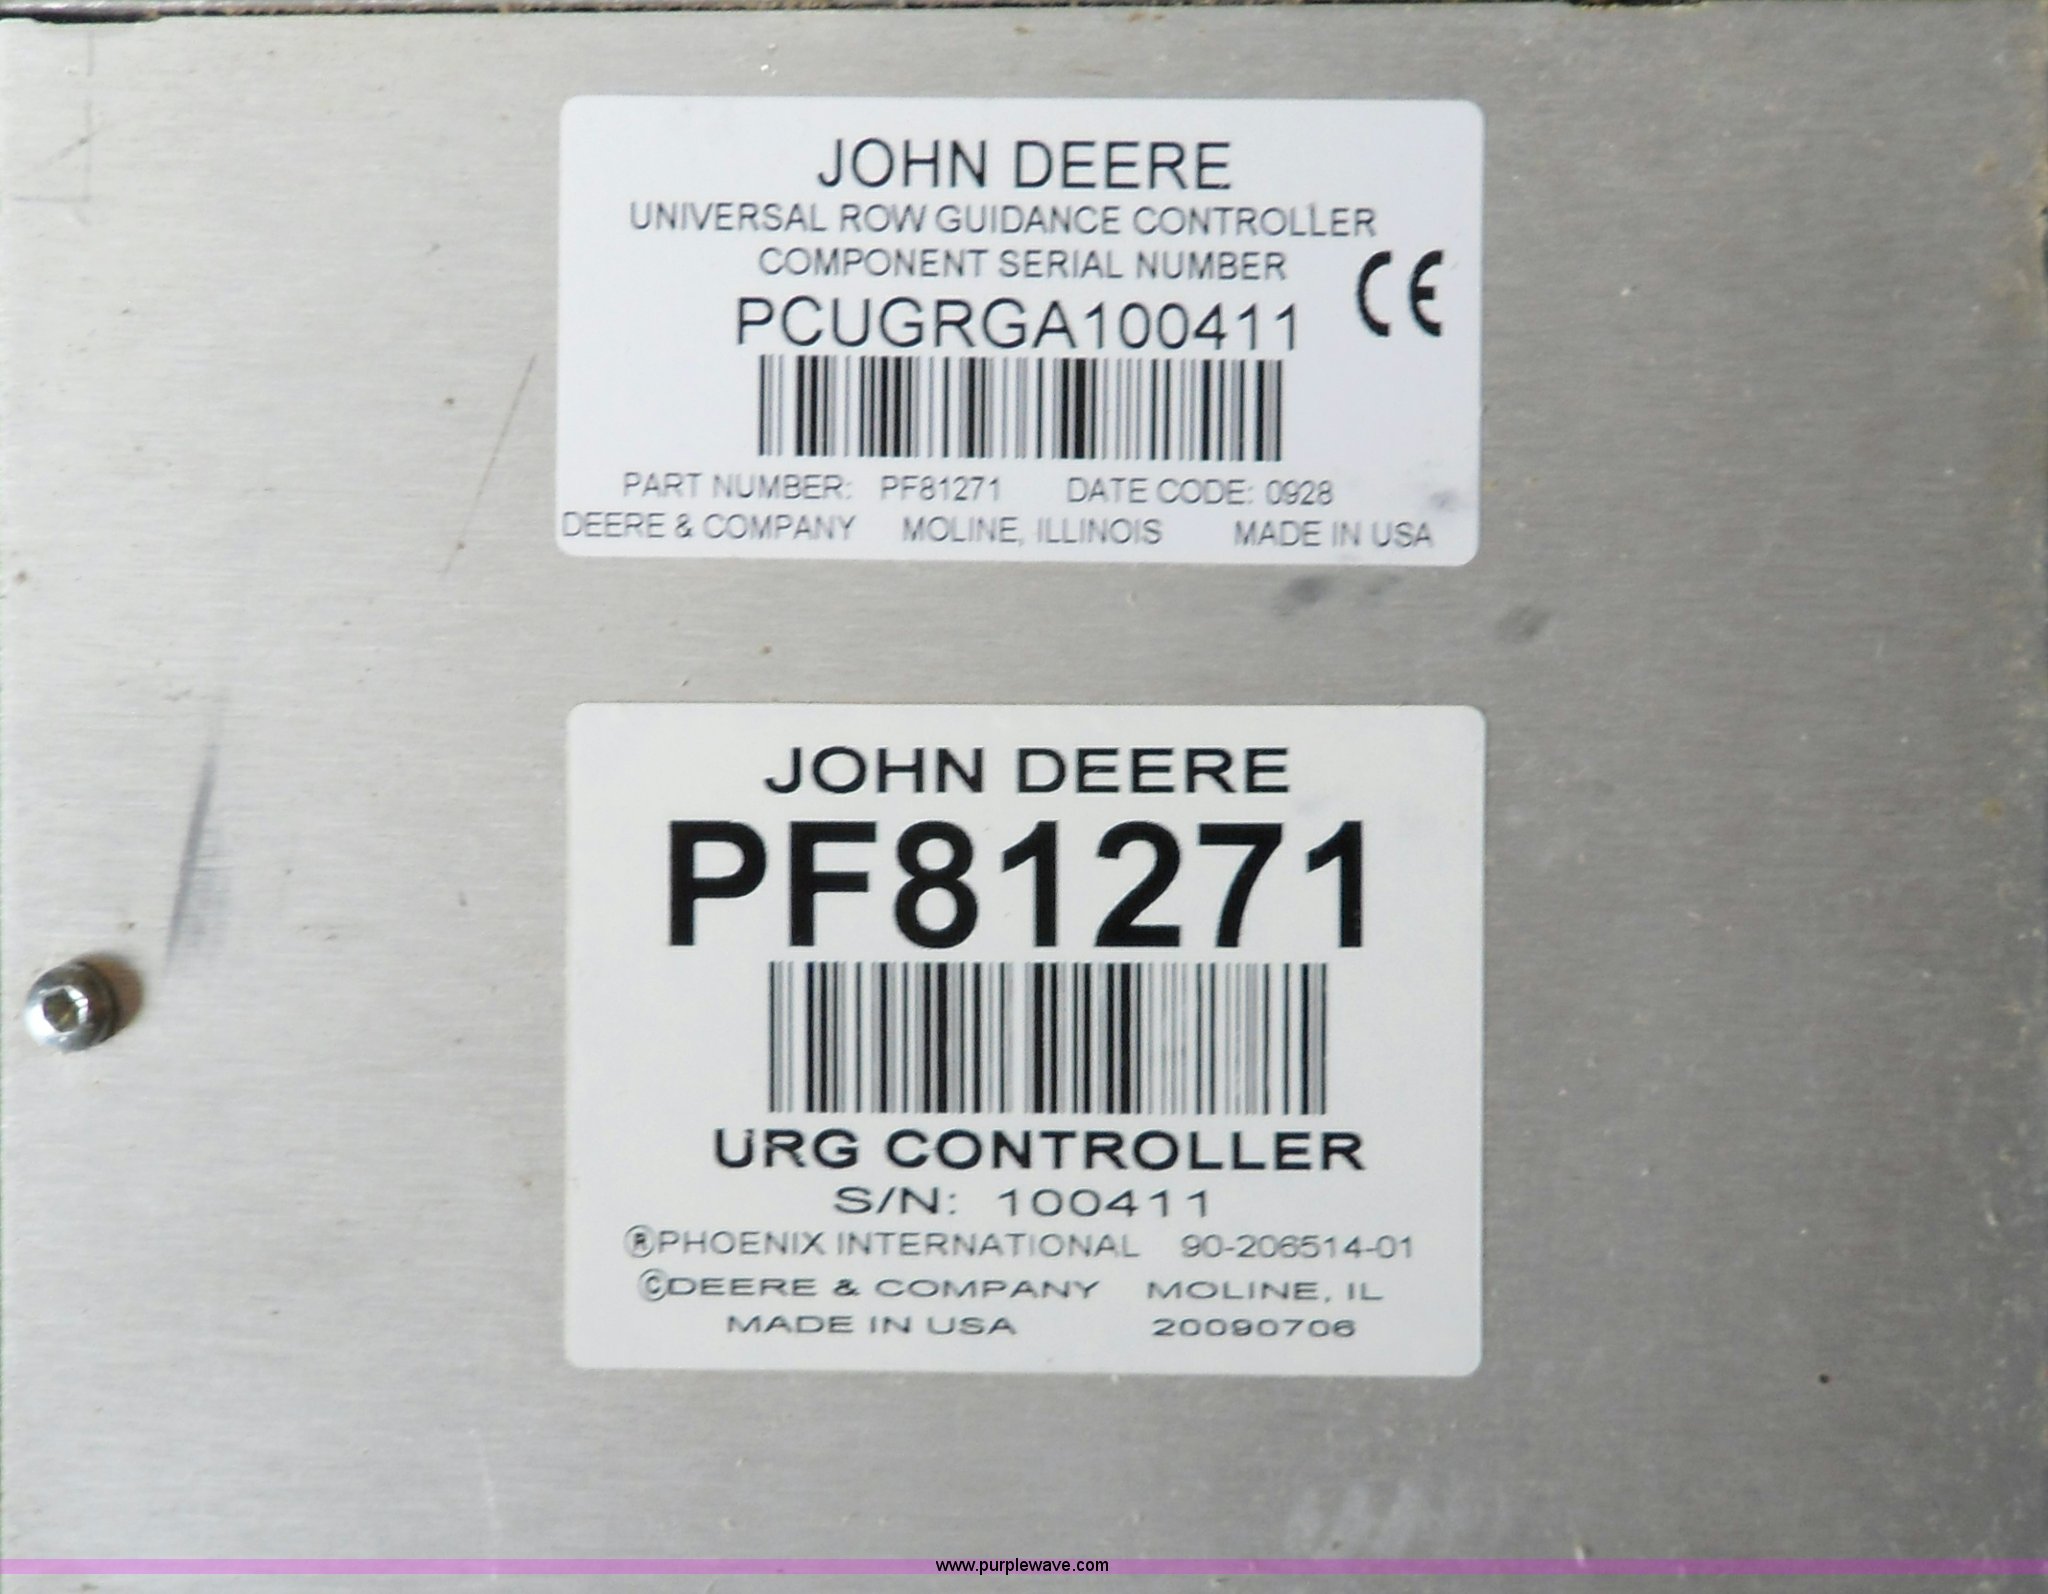 JOHN DEERE
UNIVERSAL ROW GUIDANCE CONTROLLER
COMPONENT SERIAL NUMBER
CE
PCUGRGA100411
PART NUMBER: PF81271 DATE CODE: 0928
DEERE & COMPANY MOLINE, ILLINOIS MADE IN USA
JOHN DEERE
PF81271
URG CONTROLLER
S/N: 100411
®PHOENIX INTERNATIONAL 90-206514-01
©DEERE & COMPANY MOLINE, IL
MADE IN USA 20090706
www.purplewave.com